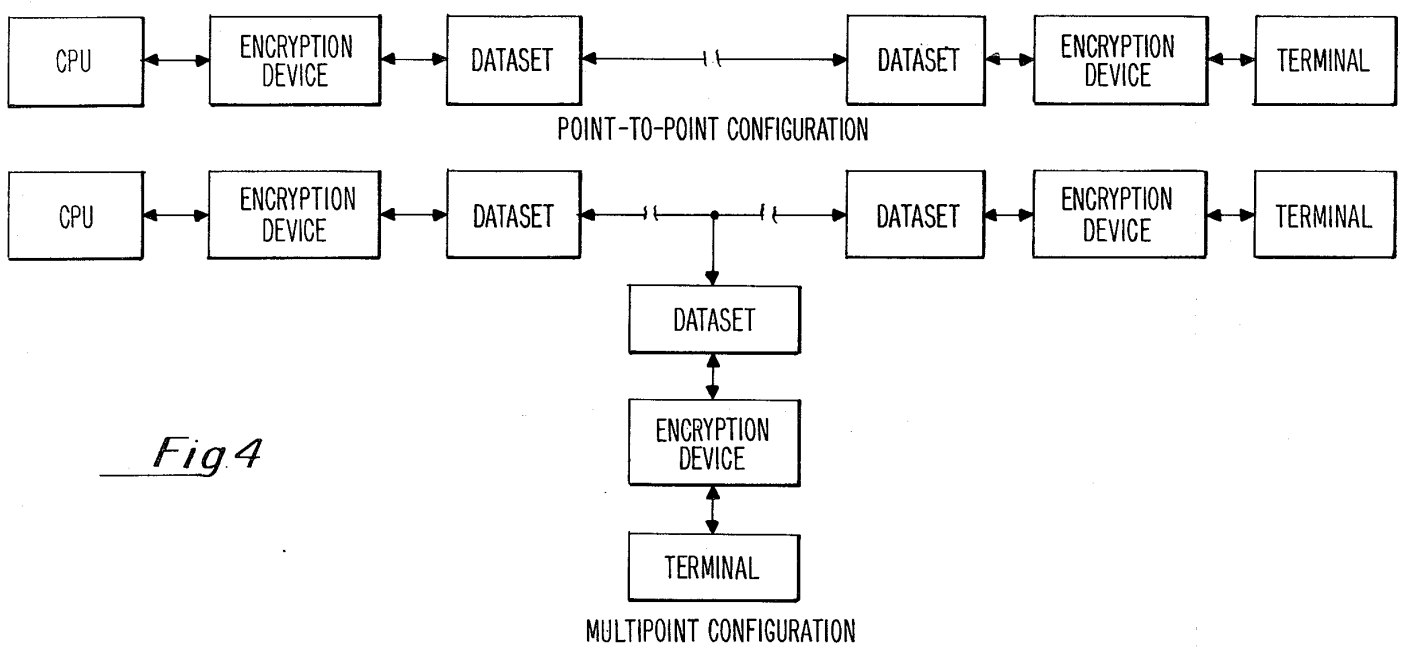 CPU
ENCRYPTION
DEVICE
DATASET
DATASET
ENCRYPTION
DEVICE
TERMINAL
POINT-TO-POINT CONFIGURATION
CPU
ENCRYPTION
DEVICE
DATASET
DATASET
ENCRYPTION
DEVICE
TERMINAL
DATASET
ENCRYPTION
DEVICE
TERMINAL
Fig.4
MULTIPOINT CONFIGURATION